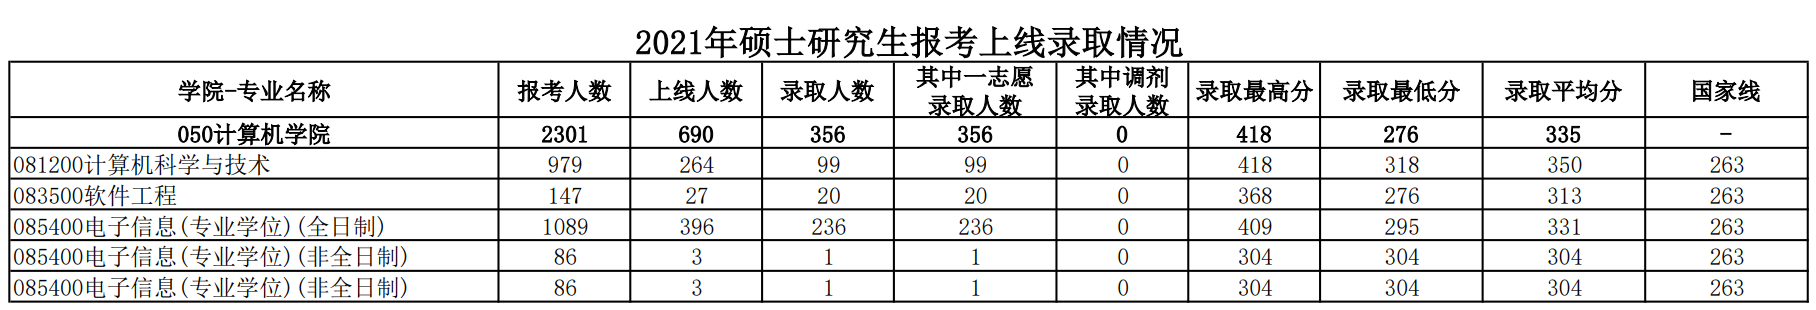 2021年硕士研究生报考上线录取情况
学院-专业名称 报考人数 上线人数 录取人数 其中一志愿录取人数 其中调剂录取人数 录取最高分 录取最低分 录取平均分 国家线
050计算机学院 2301 690 356 356 0 418 276 335 -
081200计算机科学与技术 979 264 99 99 0 418 318 350 263
083500软件工程 147 27 20 20 0 368 276 313 263
085400电子信息(专业学位)(全日制) 1089 396 236 236 0 409 295 331 263
085400电子信息(专业学位)(非全日制) 86 3 1 1 0 304 304 304 263
085400电子信息(专业学位)(非全日制) 86 3 1 1 0 304 304 304 263